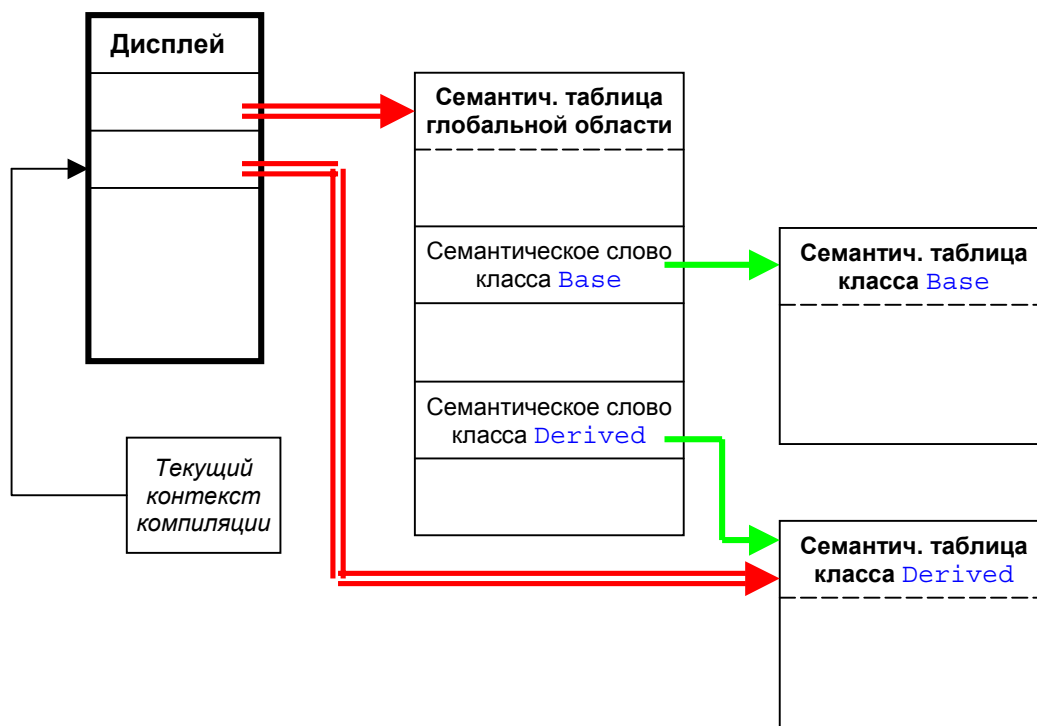 Дисплей
Семантич. таблица
глобальной области
Семантическое слово
класса Base
Семантич. таблица
класса Base
Семантическое слово
класса Derived
Текущий
контекст
компиляции
Семантич. таблица
класса Derived